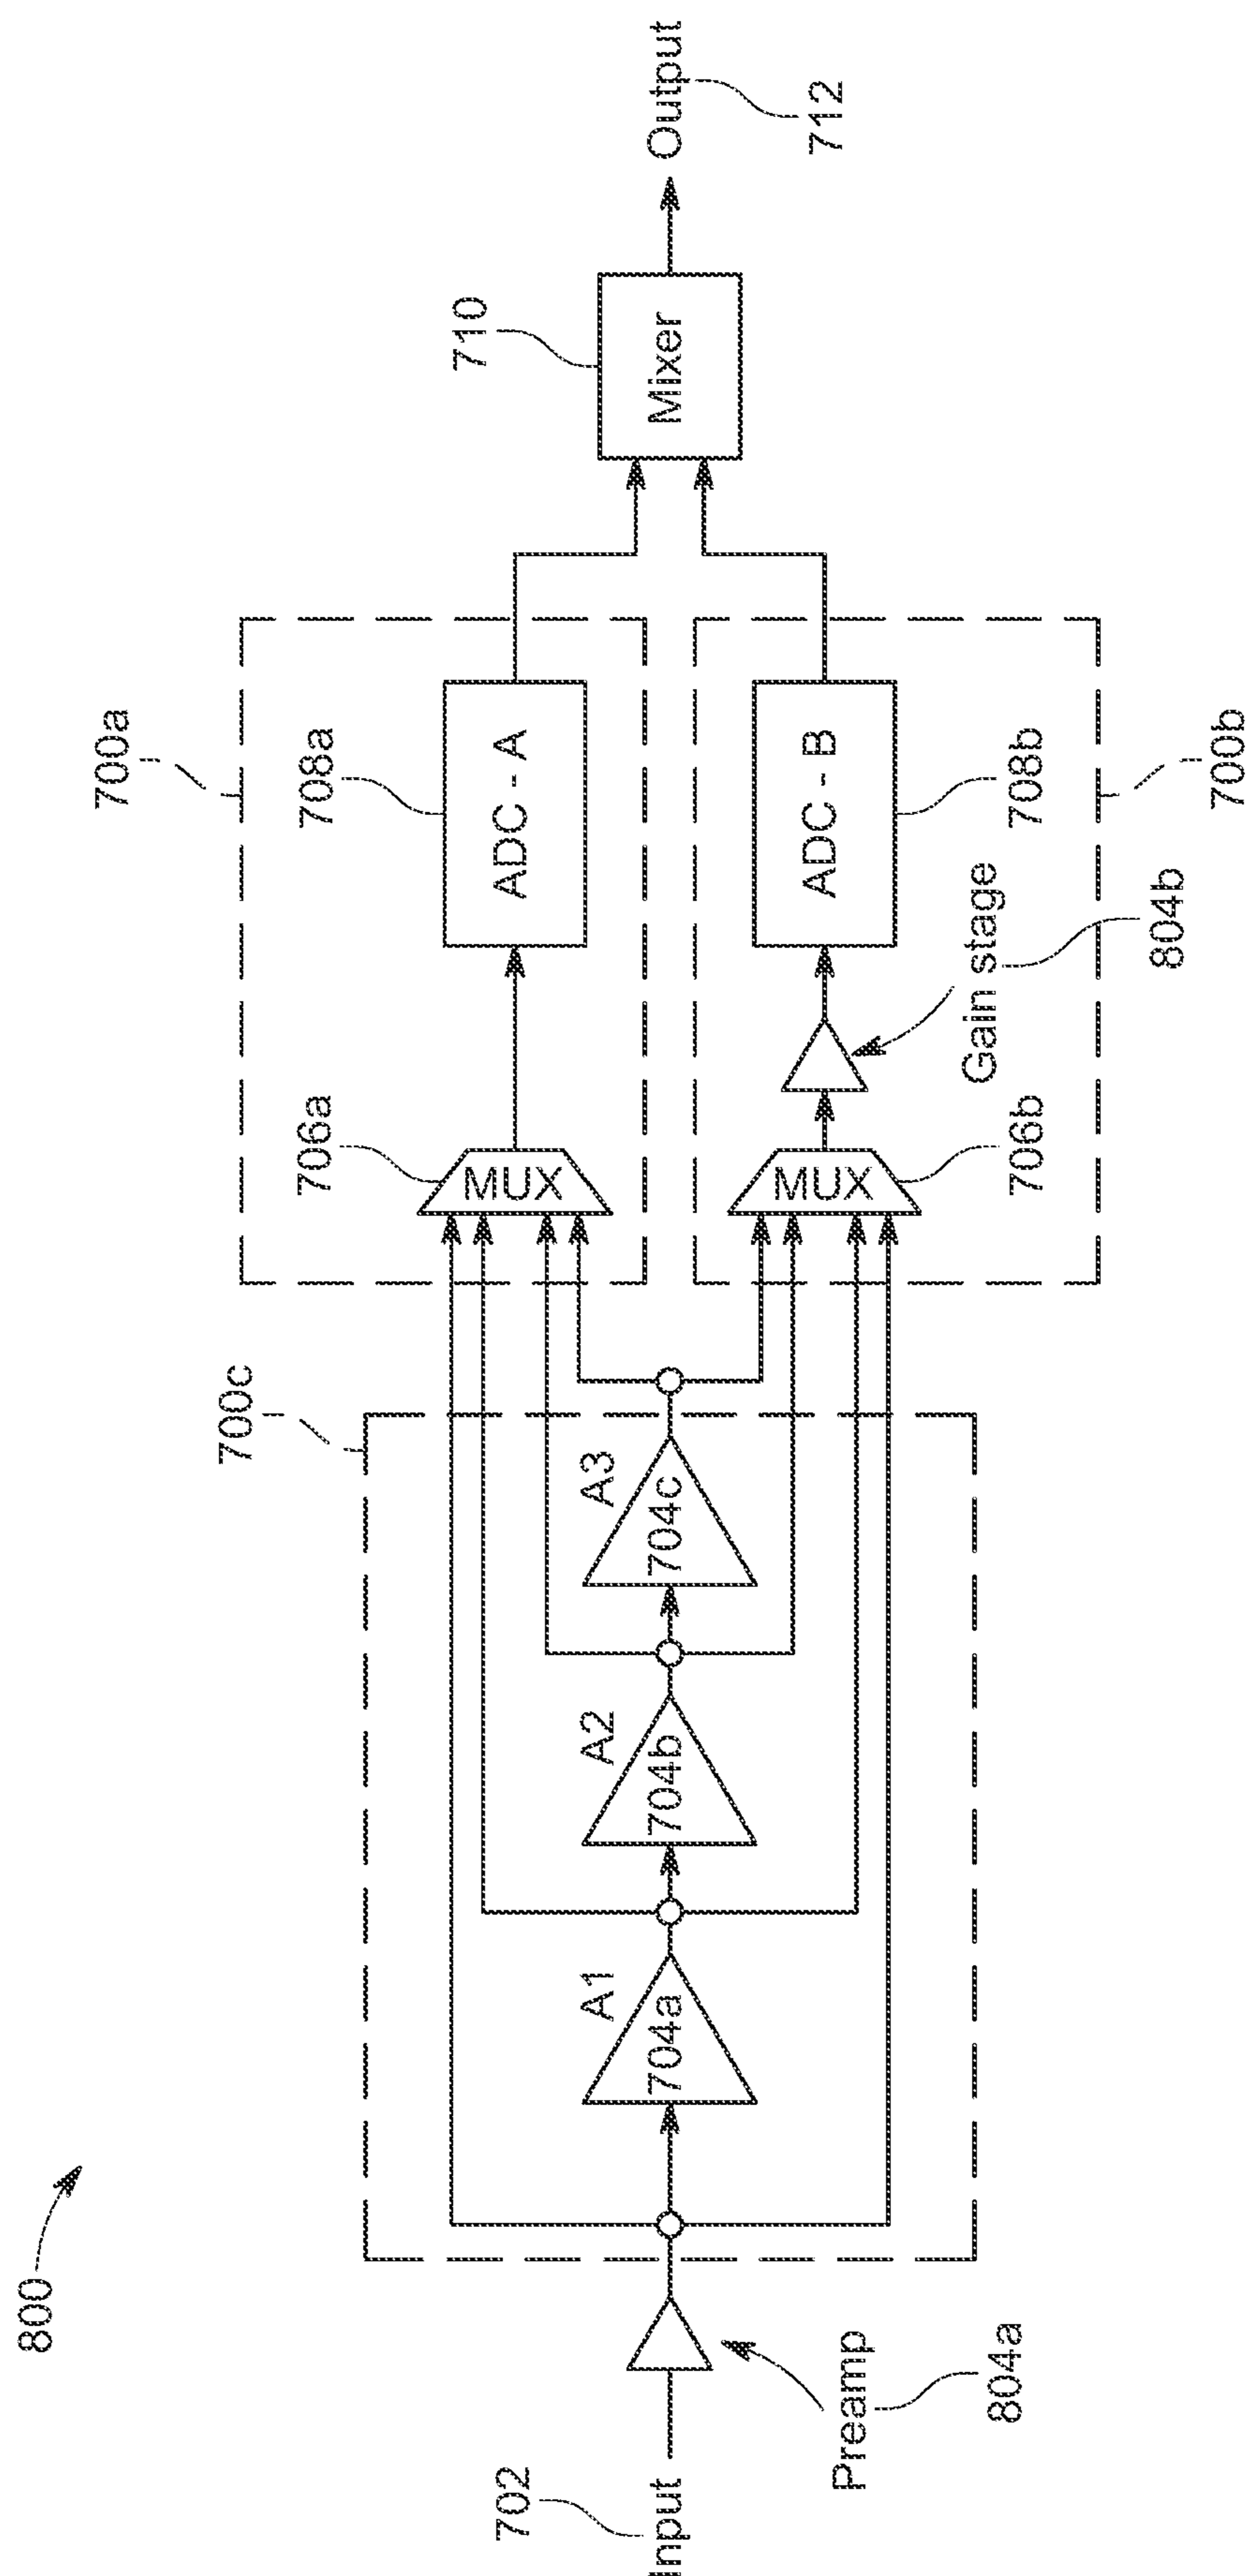 800
702
Input
Preamp
804a
700c
A1
704a
A2
704b
A3
704c
700a
706a
MUX
708a
ADC - A
MUX
706b
Gain stage
804b
ADC - B
708b
700b
710
Mixer
Output
712